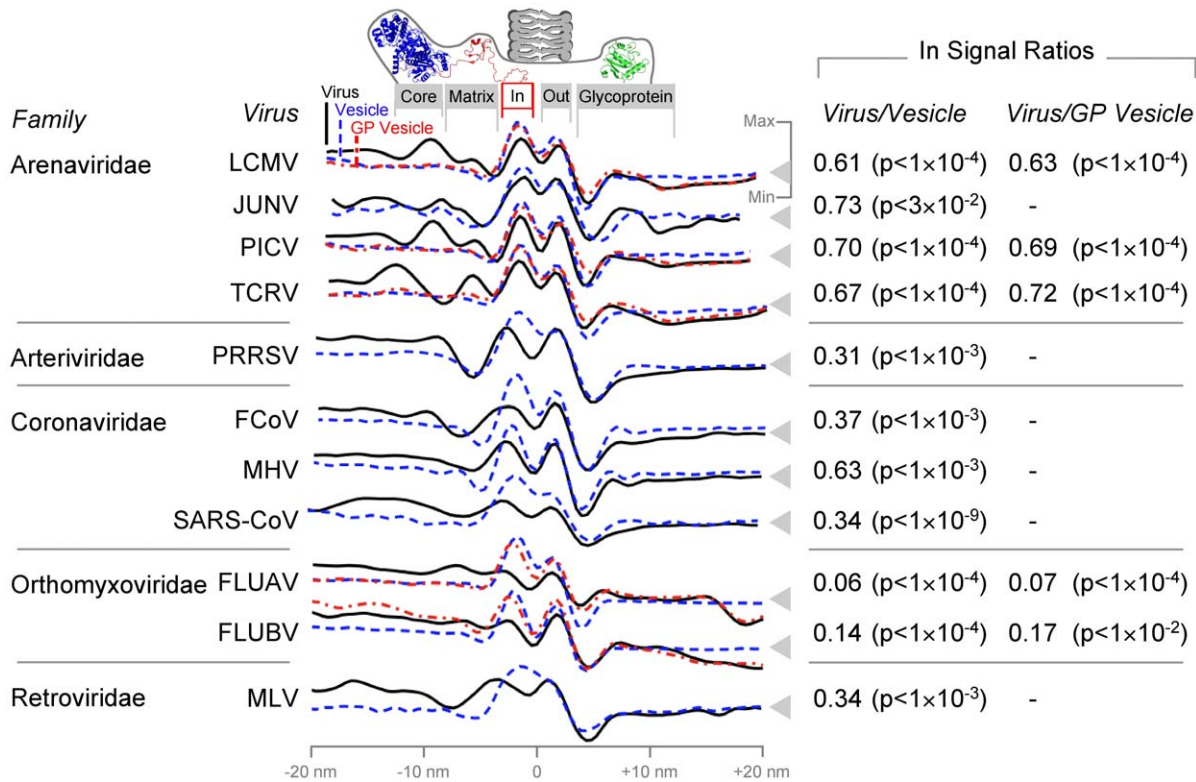 In Signal Ratios
Core Matrix In Out Glycoprotein
Virus
Vesicle
GP Vesicle
Family Virus Max Virus/Vesicle Virus/GP Vesicle
Arenaviridae LCMV 0.61 (p<1×10-4) 0.63 (p<1×10-4)
Min
JUNV 0.73 (p<3×10-2) -
PICV 0.70 (p<1×10-4) 0.69 (p<1×10-4)
TCRV 0.67 (p<1×10-4) 0.72 (p<1×10-4)
Arteriviridae PRRSV 0.31 (p<1×10-3) -
Coronaviridae FCoV 0.37 (p<1×10-3) -
MHV 0.63 (p<1×10-3) -
SARS-CoV 0.34 (p<1×10-9) -
Orthomyxoviridae FLUAV 0.06 (p<1×10-4) 0.07 (p<1×10-4)
FLUBV 0.14 (p<1×10-4) 0.17 (p<1×10-2)
Retroviridae MLV 0.34 (p<1×10-3) -
-20 nm -10 nm 0 +10 nm +20 nm